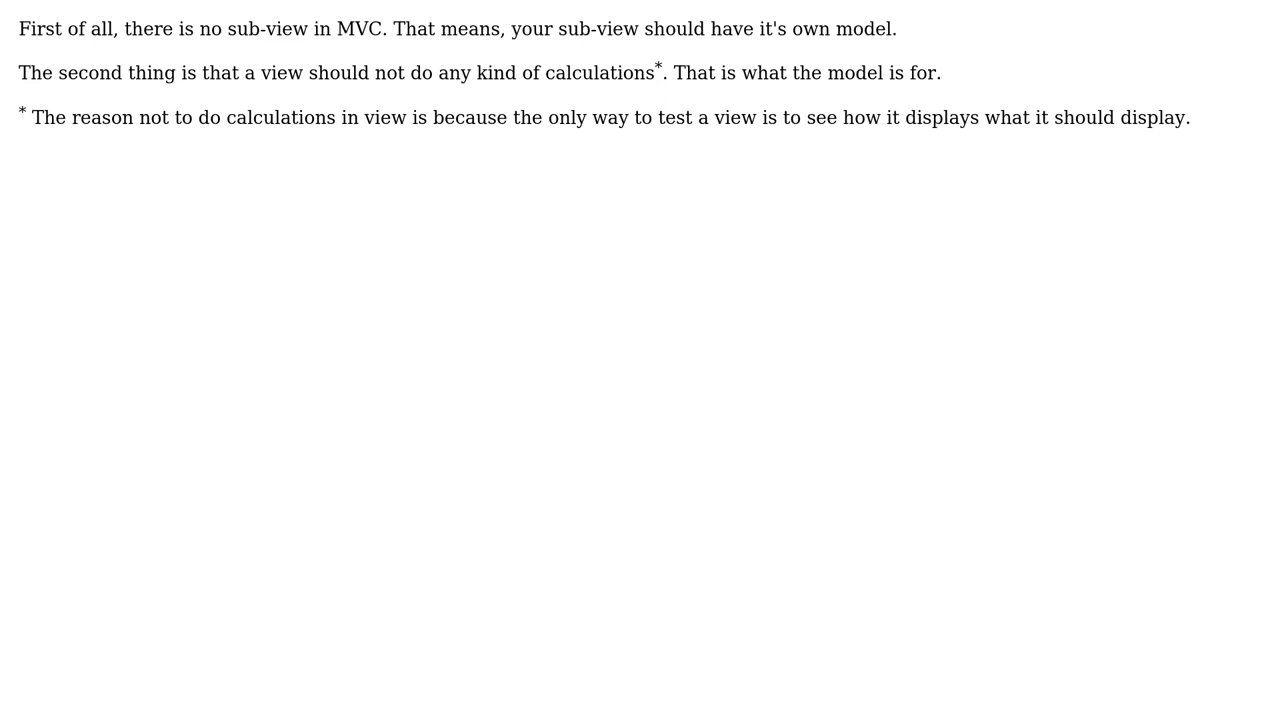 First of all, there is no sub-view in MVC. That means, your sub-view should have it's own model.
The second thing is that a view should not do any kind of calculations*. That is what the model is for.
* The reason not to do calculations in view is because the only way to test a view is to see how it displays what it should display.